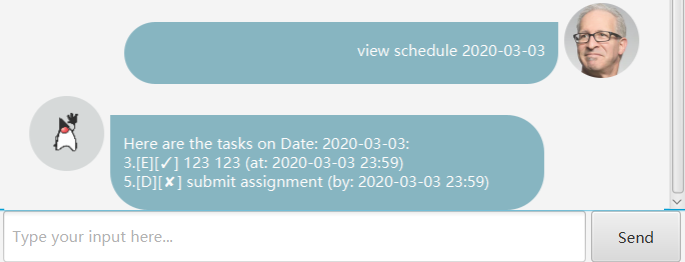 view schedule 2020-03-03
Here are the tasks on Date: 2020-03-03:
3.[E][✓] 123 123 (at: 2020-03-03 23:59)
5.[D][✘] submit assignment (by: 2020-03-03 23:59)
Type your input here...
Send